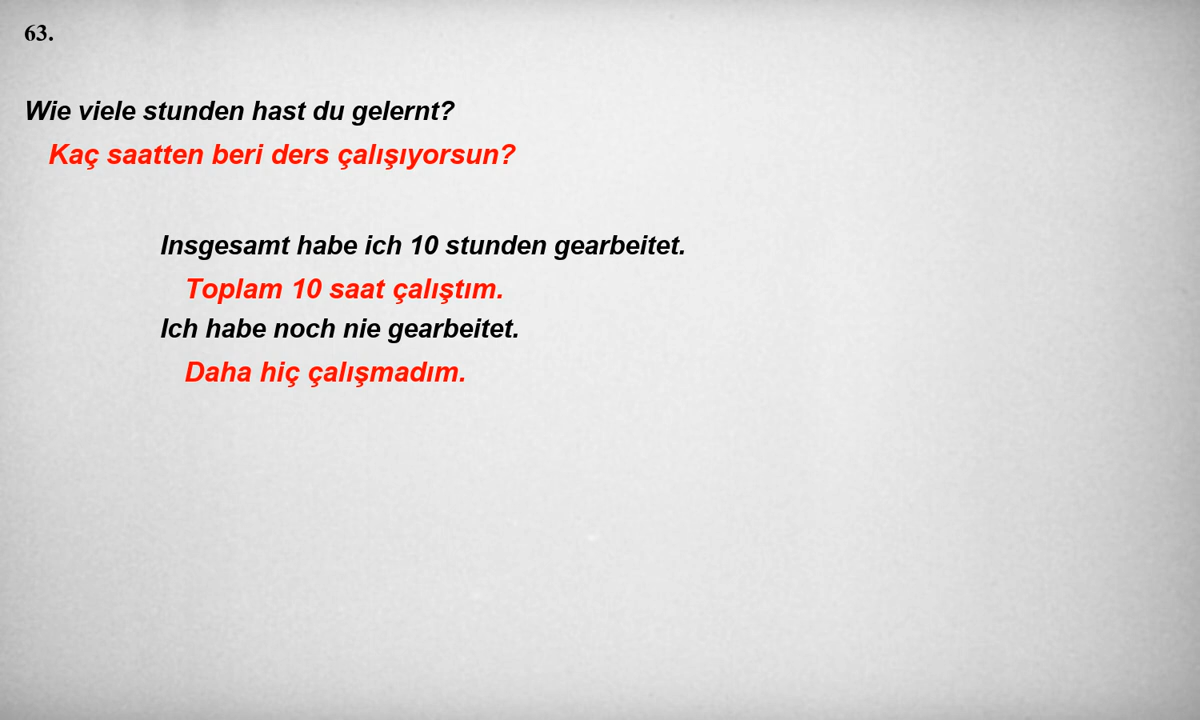 63.
Wie viele stunden hast du gelernt?
Kaç saatten beri ders çalışıyorsun?
Insgesamt habe ich 10 stunden gearbeitet.
Toplam 10 saat çalıştım.
Ich habe noch nie gearbeitet.
Daha hiç çalışmadım.